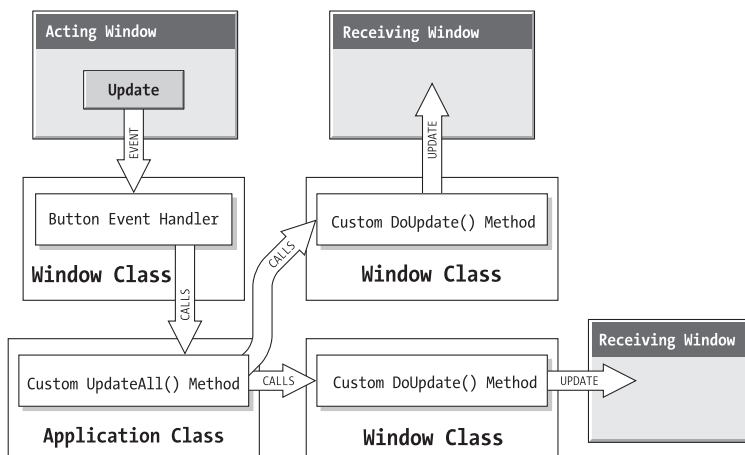 Acting Window
Receiving Window
Update
EVENT
UPDATE
Button Event Handler
Custom DoUpdate() Method
CALLS
Window Class
Window Class
CALLS
Receiving Window
Custom UpdateAll() Method
CALLS
Custom DoUpdate() Method
UPDATE
Application Class
Window Class